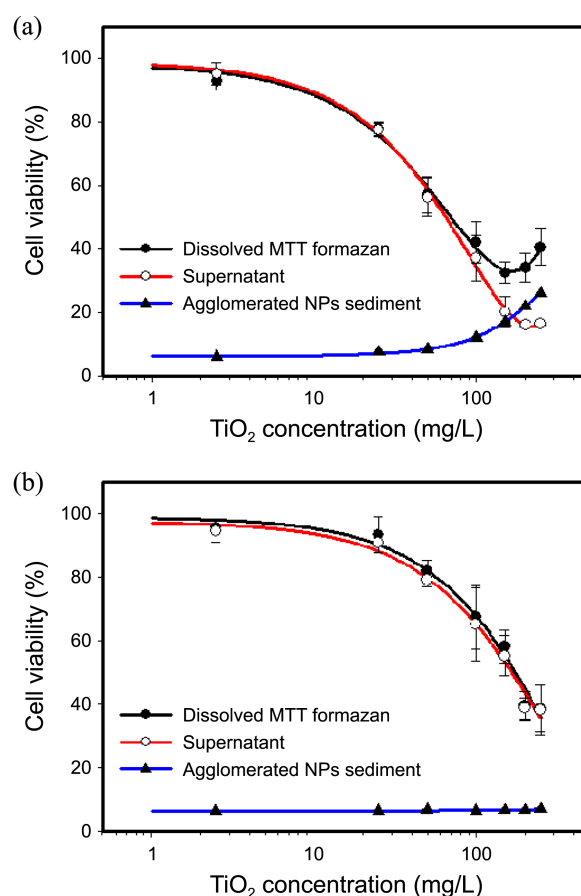 (a)
100
80
60
40
20
0
Cell viability (%)
Dissolved MTT formazan
Supernatant
Agglomerated NPs sediment
1 10 100
TiO₂ concentration (mg/L)
(b)
100
80
60
40
20
0
Cell viability (%)
Dissolved MTT formazan
Supernatant
Agglomerated NPs sediment
1 10 100
TiO₂ concentration (mg/L)